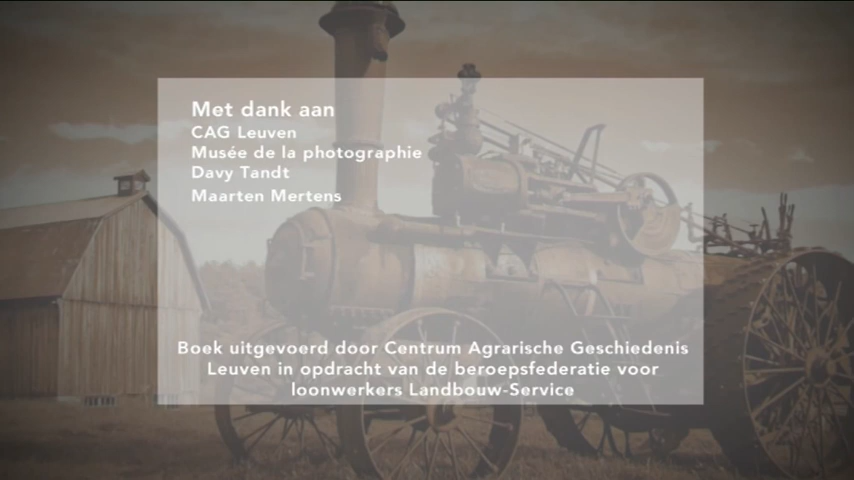 Met dank aan
CAG Leuven
Musée de la photographie
Davy Tandt
Maarten Mertens
Boek uitgevoerd door Centrum Agrarische Geschiedenis
Leuven in opdracht van de beroepsfederatie voor
loonwerkers Landbouw-Service